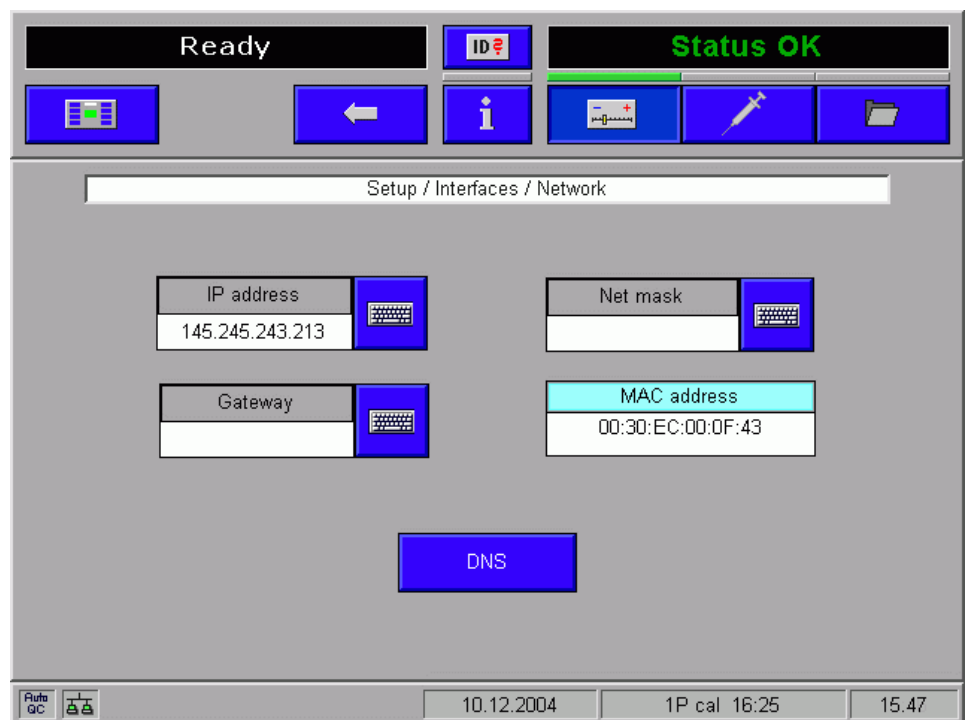 Ready
ID?
Status OK
i
- +
Setup / Interfaces / Network
IP address
145.245.243.213
Net mask
Gateway
MAC address
00:30:EC:00:0F:43
DNS
Auto
QC
10.12.2004
1P cal 16:25
15.47